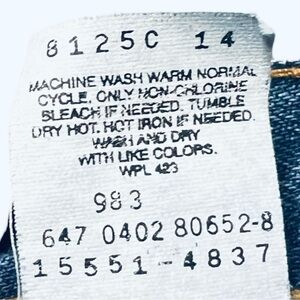 8125C 14
MACHINE WASH WARM NORMAL
CYCLE. ONLY NON-CHLORINE
BLEACH IF NEEDED. TUMBLE
DRY HOT. HOT IRON IF NEEDED.
WASH AND DRY
WITH LIKE COLORS.
WPL 423
983
647 0402 80652-8
15551-4837